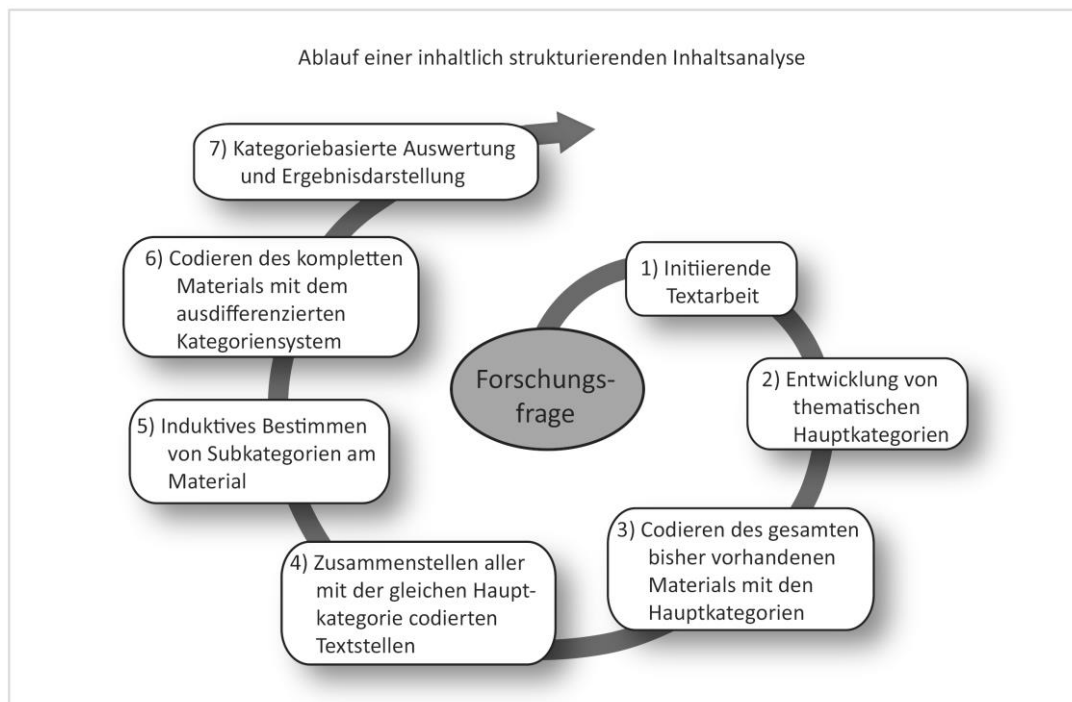 Ablauf einer inhaltlich strukturierenden Inhaltsanalyse
7) Kategoriebasierte Auswertung
und Ergebnisdarstellung
6) Codieren des kompletten
Materials mit dem
ausdifferenzierten
Kategoriensystem
5) Induktives Bestimmen
von Subkategorien am
Material
4) Zusammenstellen aller
mit der gleichen Haupt-
kategorie codierten
Textstellen
3) Codieren des gesamten
bisher vorhandenen
Materials mit den
Hauptkategorien
2) Entwicklung von
thematischen
Hauptkategorien
1) Initiierende
Textarbeit
Forschungs-
frage